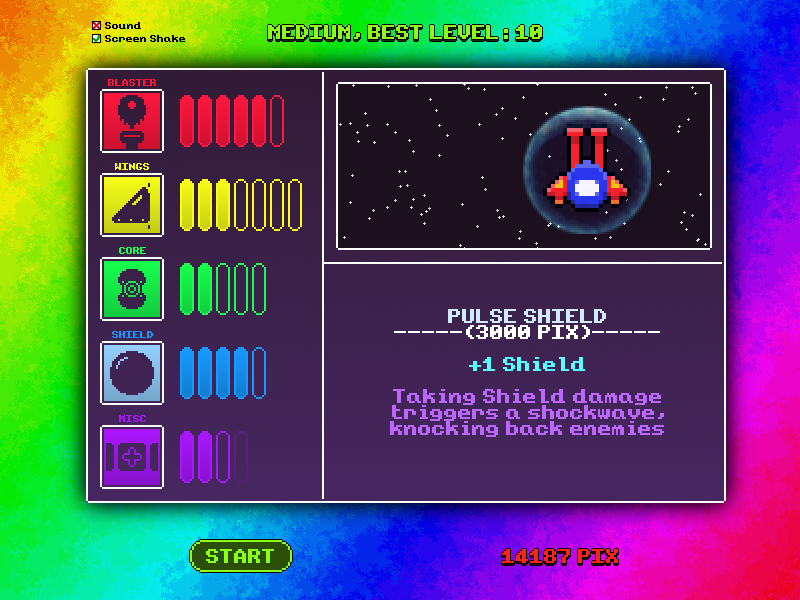 Sound
Screen Shake
MEDIUM, BEST LEVEL: 10
BLASTER
WINGS
CORE
SHIELD
MISC
PULSE SHIELD
-----(3000 PIX)-----
+1 Shield
Taking Shield damage
triggers a shockwave,
knocking back enemies
START
14187 PIX